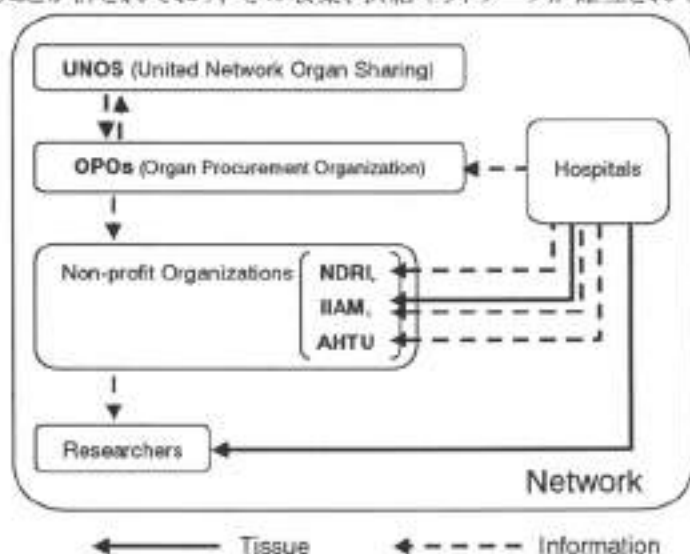 UNOS (United Network Organ Sharing)
OPOs (Organ Procurement Organization)
Hospitals
Non-profit Organizations
NDRI,
IIAM,
AHTU
Researchers
Network
Tissue
Information